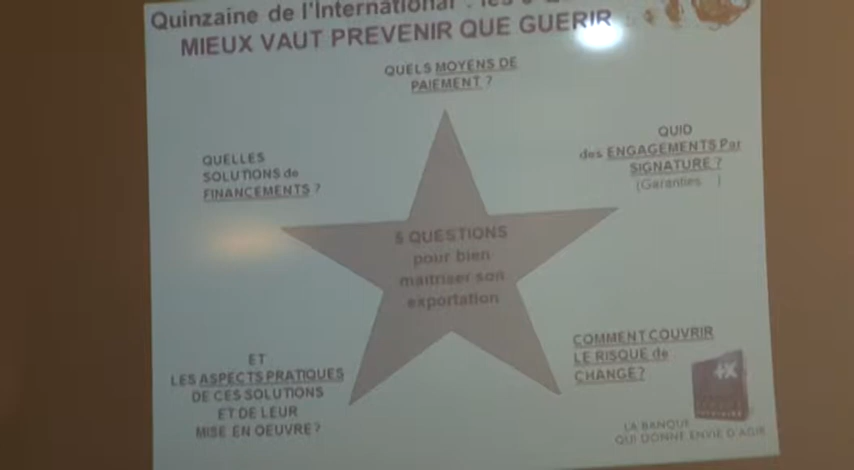 Quinzaine de l'International : les
MIEUX VAUT PREVENIR QUE GUERIR
QUELS MOYENS DE
PAIEMENT ?
QUID
des ENGAGEMENTS Par
SIGNATURE ?
(Garanties )
QUELLES
SOLUTIONS de
FINANCEMENTS ?
5 QUESTIONS
pour bien
maitriser son
exportation
COMMENT COUVRIR
LE RISQUE de
CHANGE?
ET
LES ASPECTS PRATIQUES
DE CES SOLUTIONS
ET DE LEUR
MISE EN OEUVRE ?
+X
LA BANQUE
QUI DONNE ENVIE D'AGIR